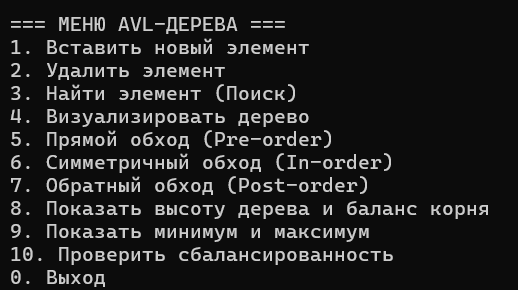 === МЕНЮ AVL-ДЕРЕВА ===
1. Вставить новый элемент
2. Удалить элемент
3. Найти элемент (Поиск)
4. Визуализировать дерево
5. Прямой обход (Pre-order)
6. Симметричный обход (In-order)
7. Обратный обход (Post-order)
8. Показать высоту дерева и баланс корня
9. Показать минимум и максимум
10. Проверить сбалансированность
0. Выход